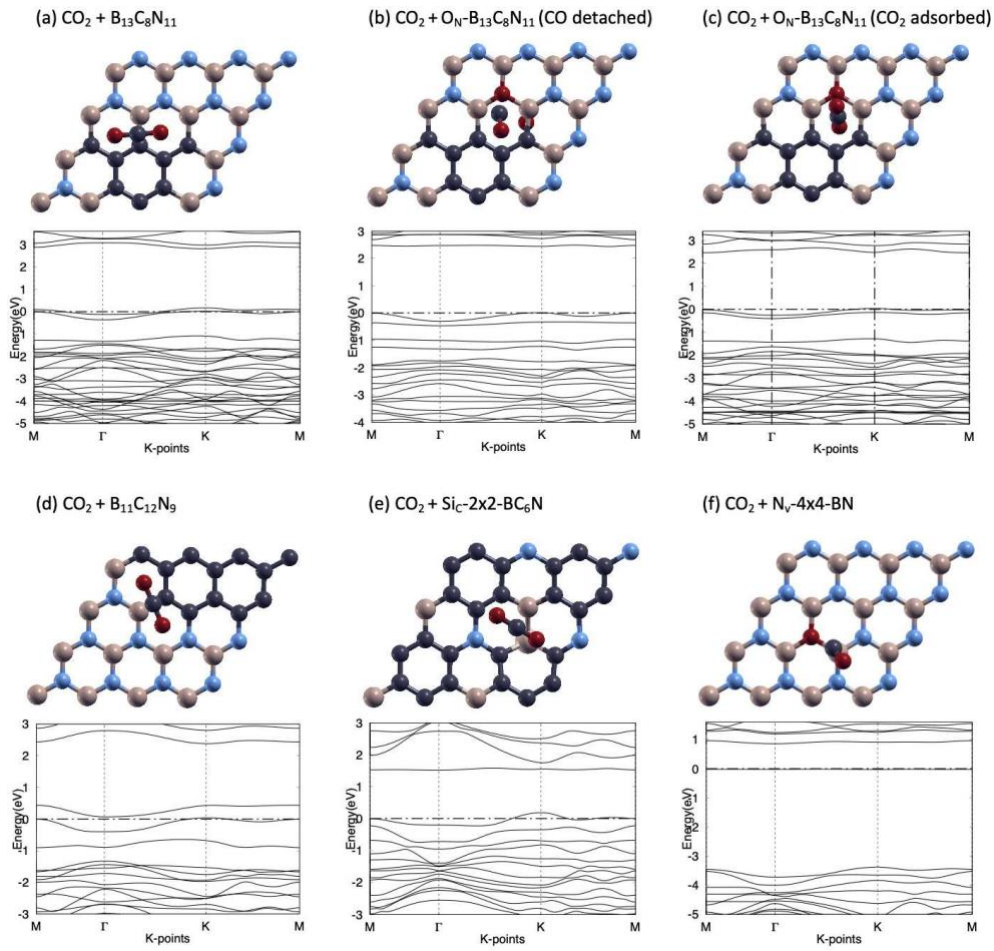 (a) CO₂ + B₁₃C₈N₁₁
(b) CO₂ + O_N-B₁₃C₈N₁₁ (CO detached)
(c) CO₂ + O_N-B₁₃C₈N₁₁ (CO₂ adsorbed)
3
2
1
0
1
-2
-3
-4
-5
Energy(eV)
M Γ K M
K-points
3
2
1
0
1
-2
-3
-4
Energy(eV)
M Γ K M
K-points
3
2
1
0
1
-2
-3
-4
-5
Energy(eV)
M Γ K M
K-points
(d) CO₂ + B₁₁C₁₂N₉
(e) CO₂ + Si_C-2x2-BC₆N
(f) CO₂ + Nᵥ-4x4-BN
3
2
1
0
-1
-2
-3
Energy(eV)
M Γ K M
K-points
3
2
1
0
1
-2
-3
Energy(eV)
M Γ K M
K-points
1
0
1
2
-3
-4
-5
Energy(eV)
M Γ K M
K-points